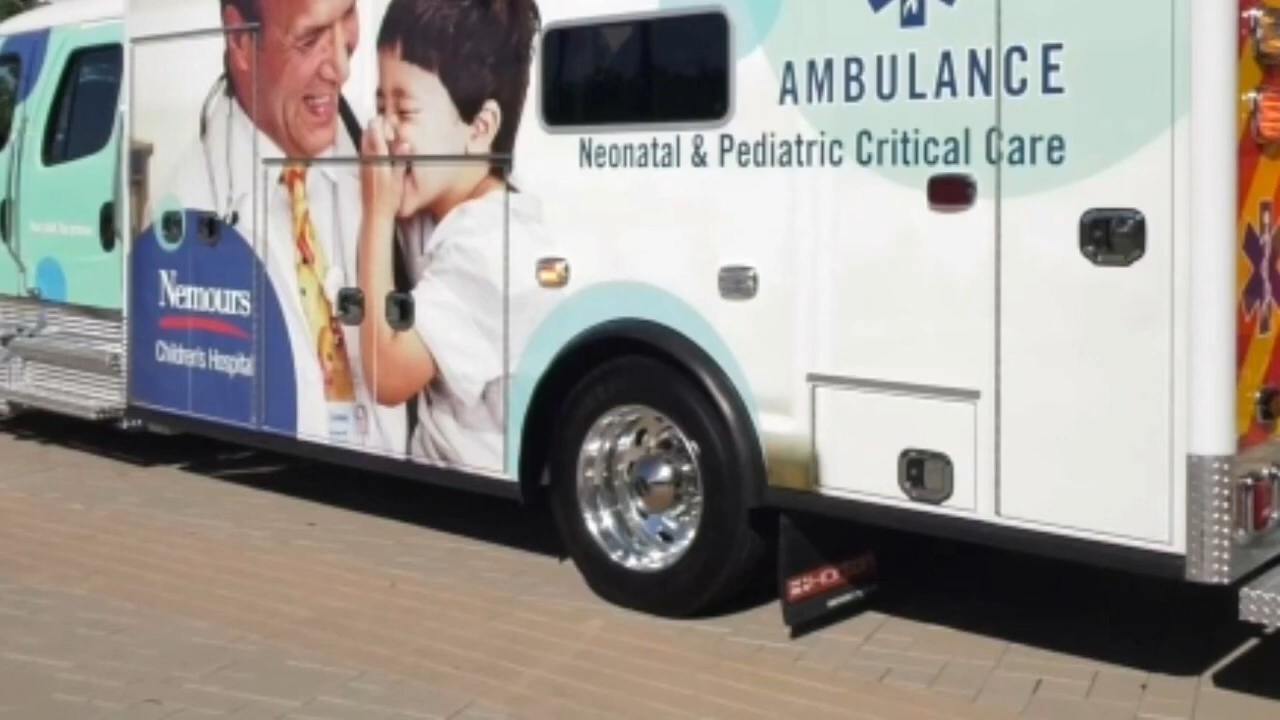 AMBULANCE
Neonatal & Pediatric Critical Care
Nemours
Children's Hospital